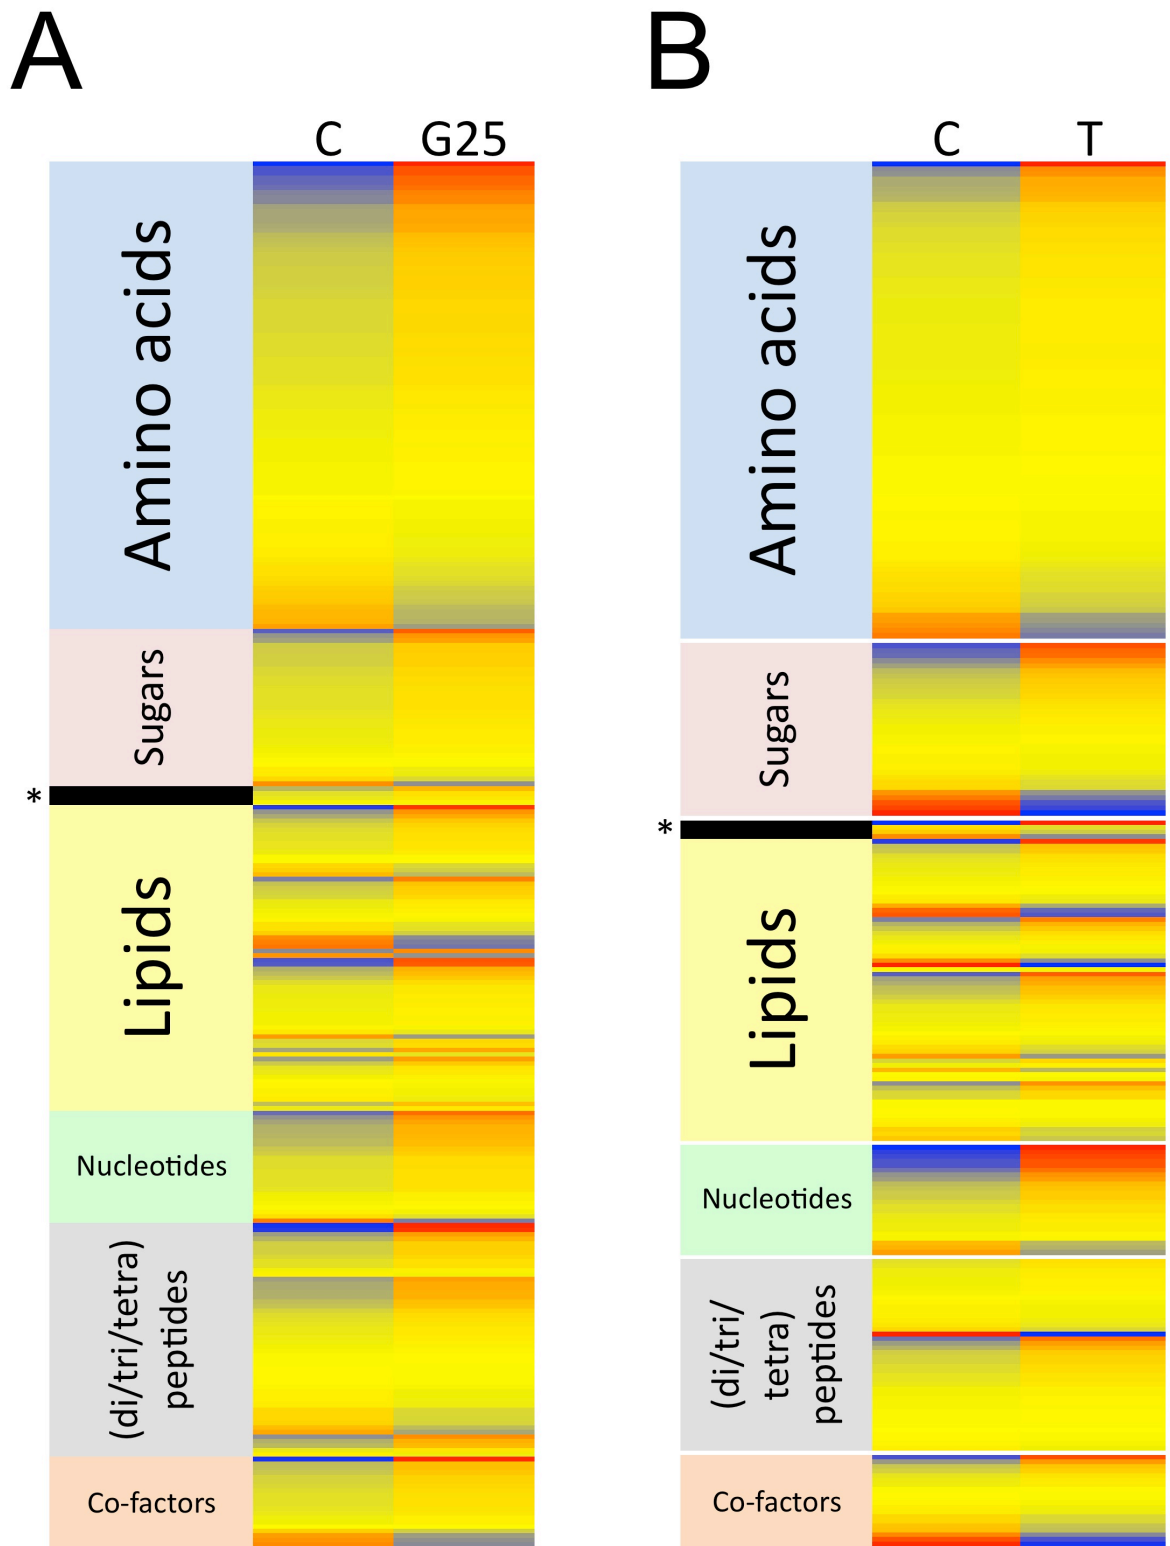 A
C G25
Amino acids
Sugars
*
Lipids
Nucleotides
(di/tri/tetra)
peptides
Co-factors
B
C T
Amino acids
Sugars
*
Lipids
Nucleotides
(di/tri/
tetra)
peptides
Co-factors